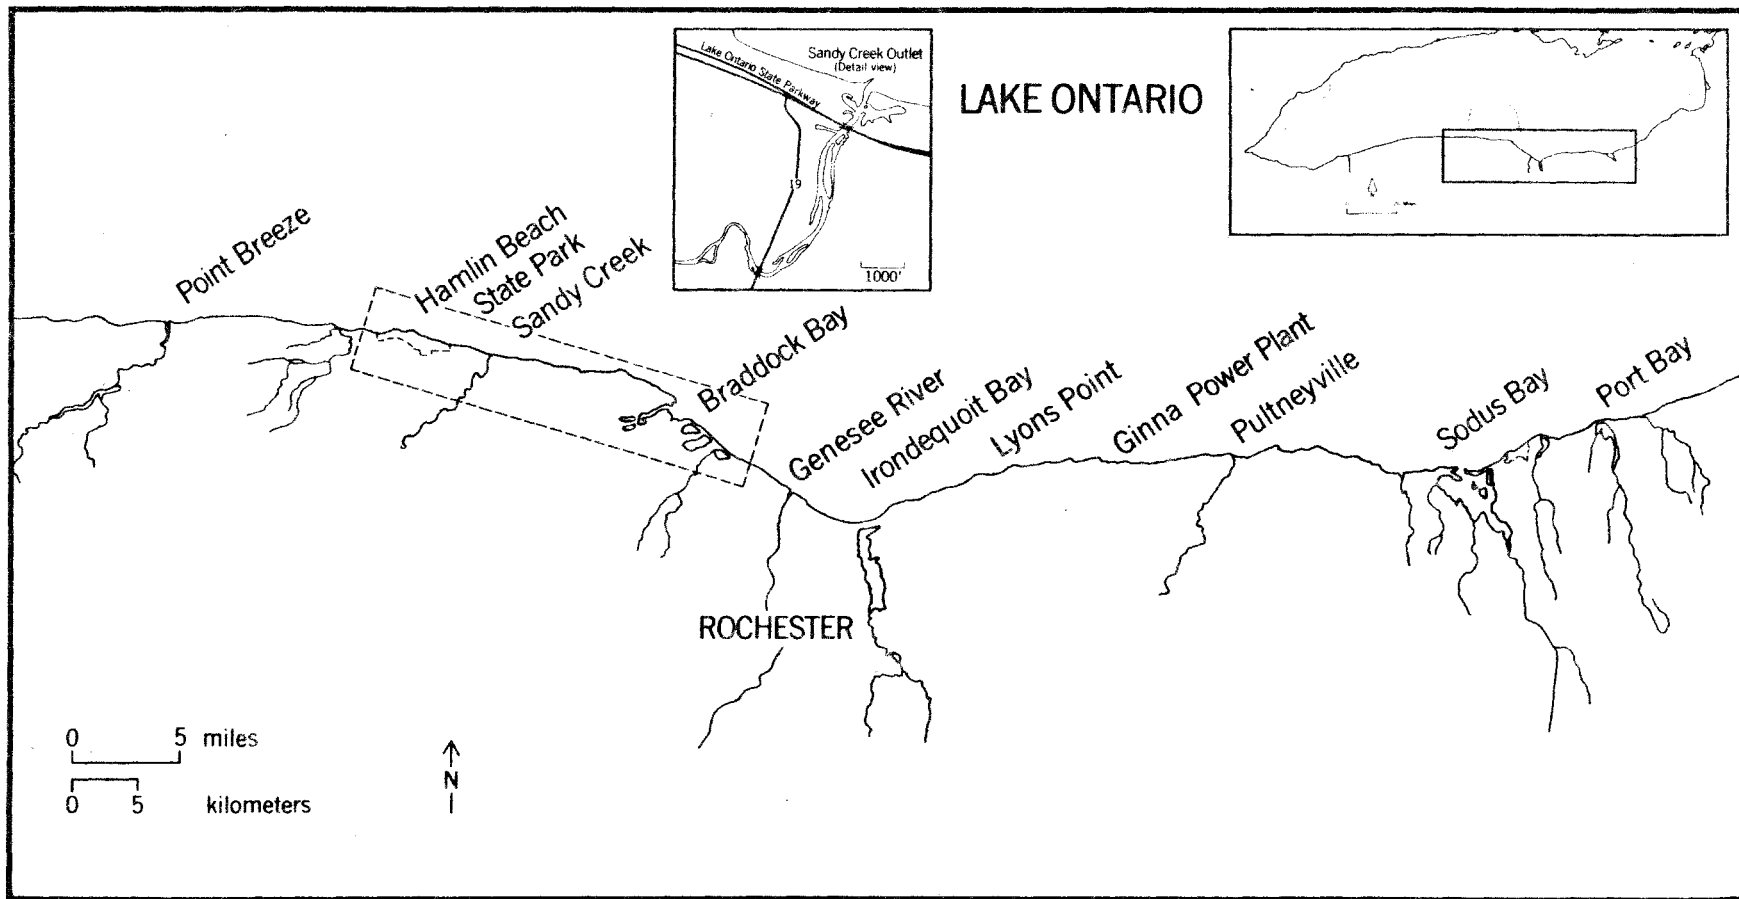 Lake Ontario State Parkway
Sandy Creek Outlet
(Detail view)
19
1000'
LAKE ONTARIO
Point Breeze
Hamlin Beach
State Park
Sandy Creek
Braddock Bay
Genesee River
Irondequoit Bay
Lyons Point
Ginna Power Plant
Pultneyville
Sodus Bay
Port Bay
ROCHESTER
0 5 miles
0 5 kilometers
N